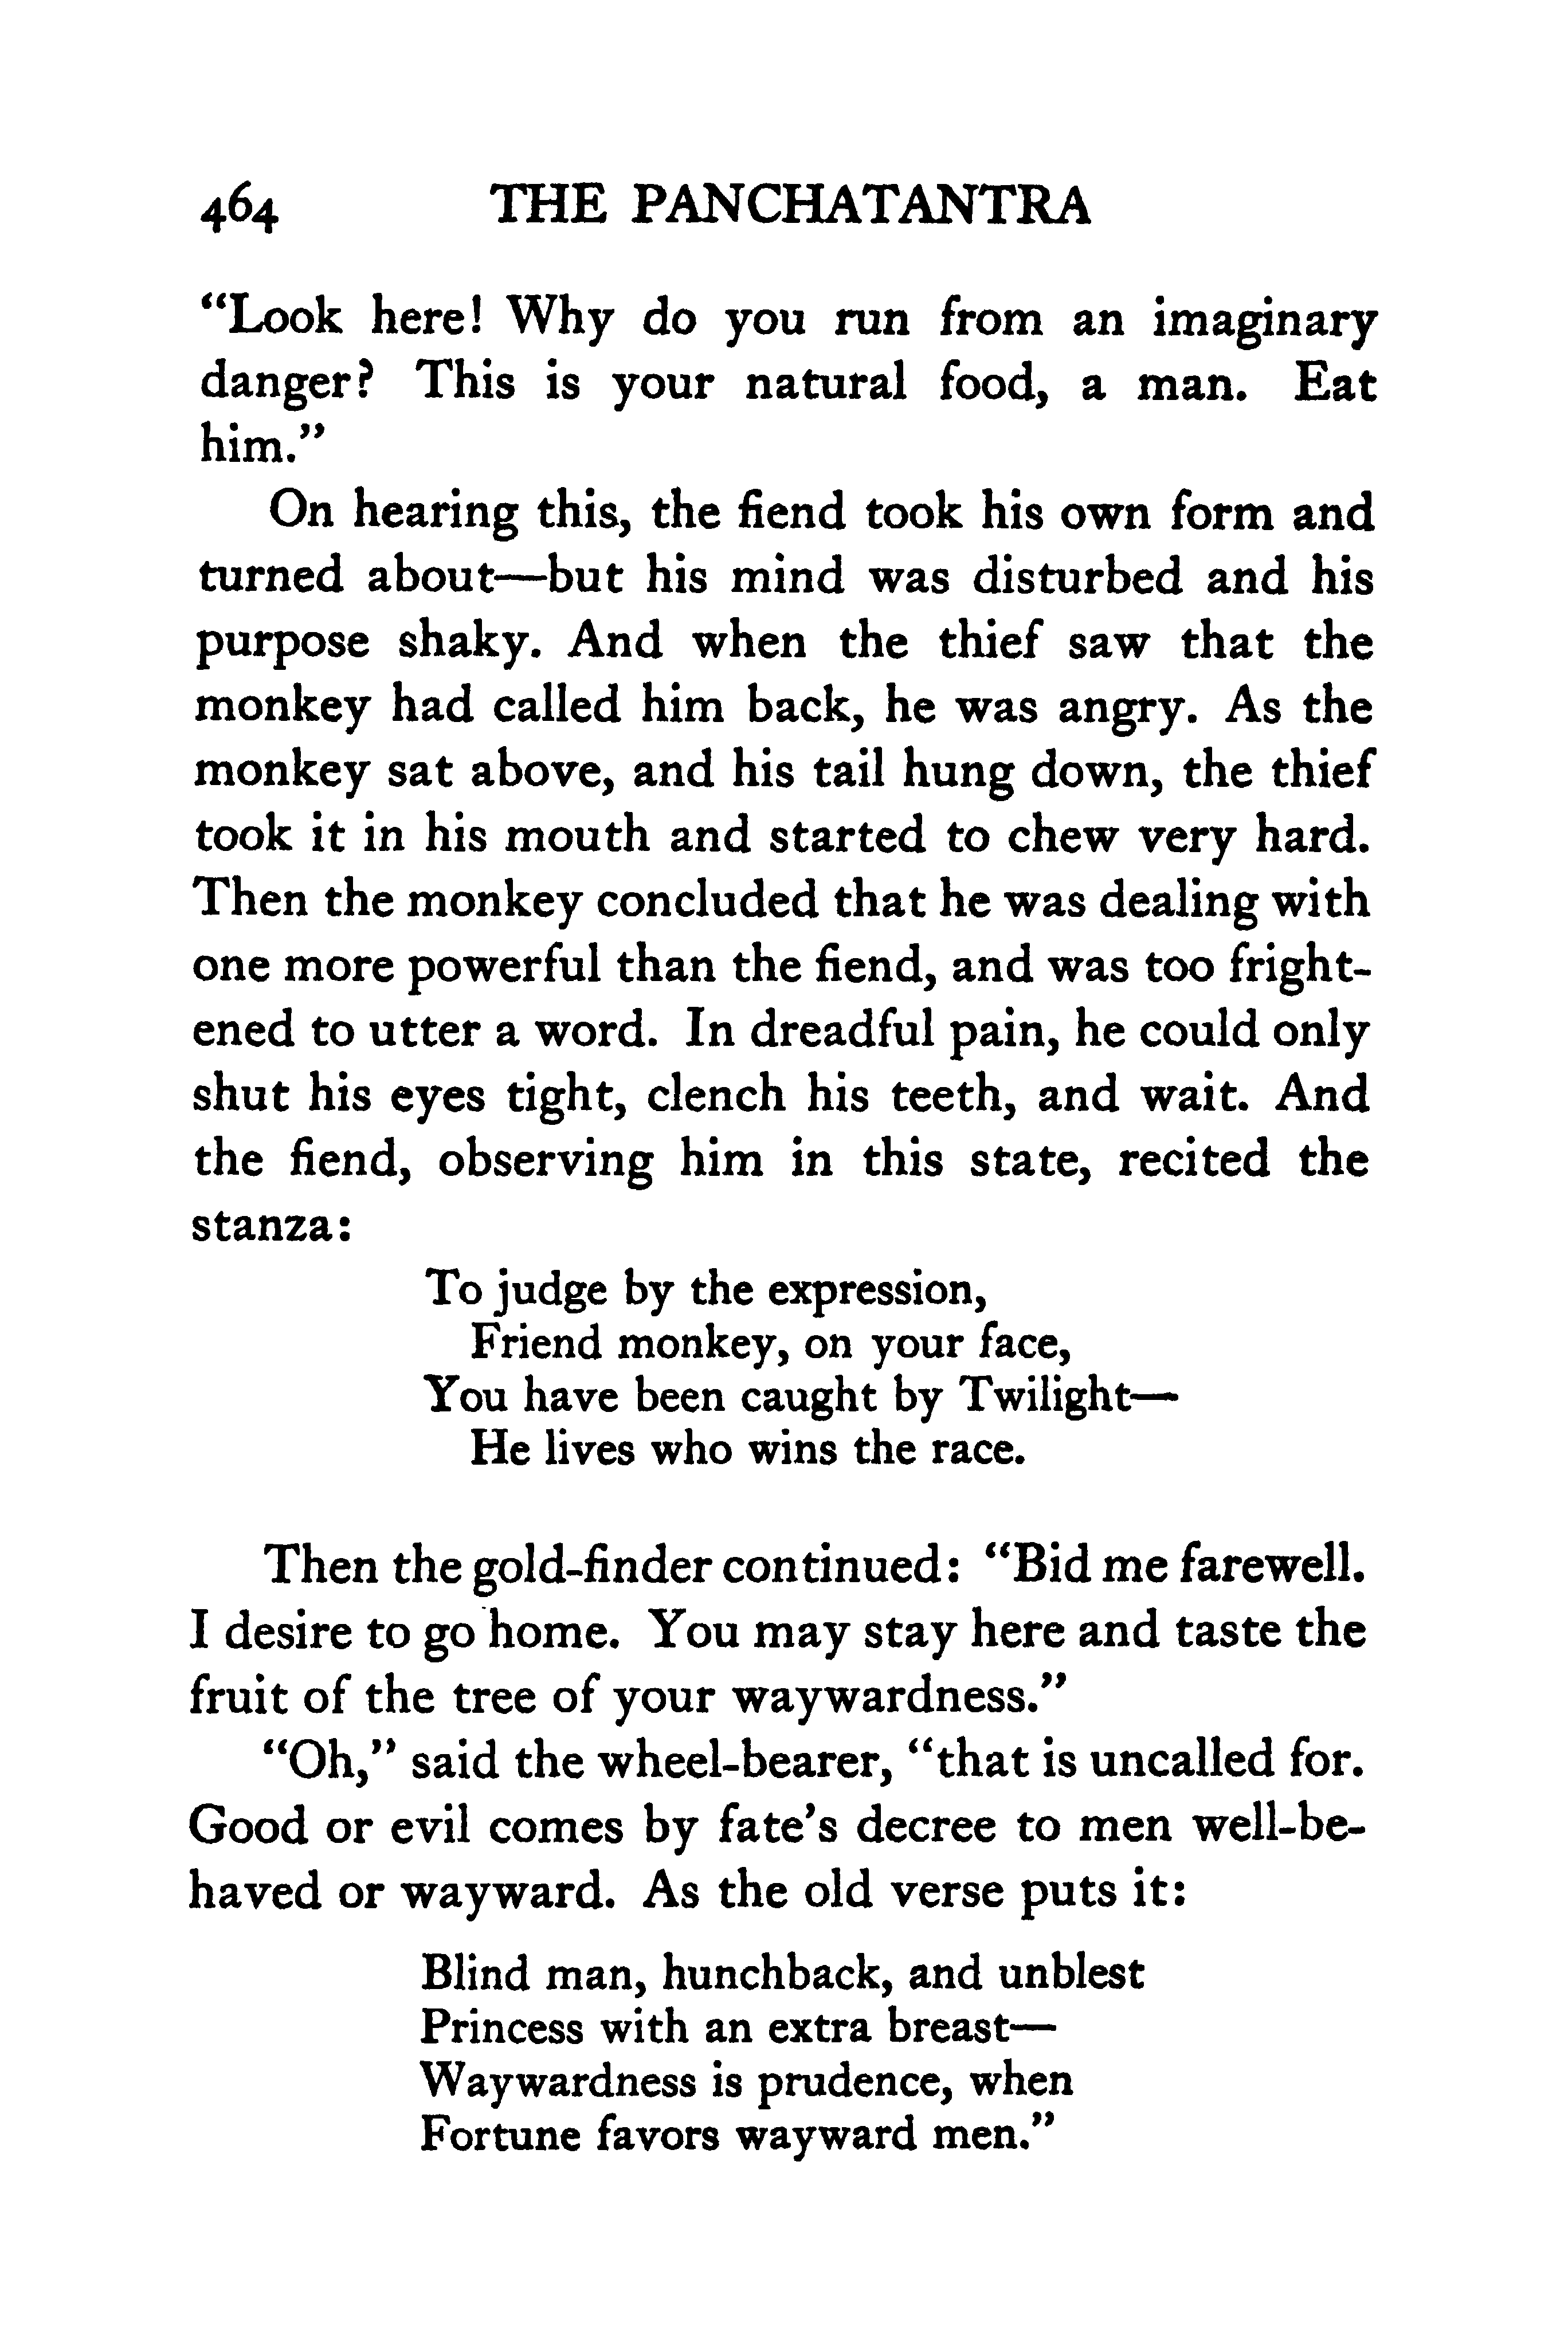 464 THE PANCHATANTRA
“Look here! Why do you run from an imaginary
danger? This is your natural food, a man. Eat
him.”
On hearing this, the fiend took his own form and
turned about—but his mind was disturbed and his
purpose shaky. And when the thief saw that the
monkey had called him back, he was angry. As the
monkey sat above, and his tail hung down, the thief
took it in his mouth and started to chew very hard.
Then the monkey concluded that he was dealing with
one more powerful than the fiend, and was too fright-
ened to utter a word. In dreadful pain, he could only
shut his eyes tight, clench his teeth, and wait. And
the fiend, observing him in this state, recited the
stanza:
To judge by the expression,
Friend monkey, on your face,
You have been caught by Twilight—
He lives who wins the race.
Then the gold-finder continued: “Bid me farewell.
I desire to go home. You may stay here and taste the
fruit of the tree of your waywardness.”
“Oh,” said the wheel-bearer, “that is uncalled for.
Good or evil comes by fate’s decree to men well-be-
haved or wayward. As the old verse puts it:
Blind man, hunchback, and unblest
Princess with an extra breast—
Waywardness is prudence, when
Fortune favors wayward men.”